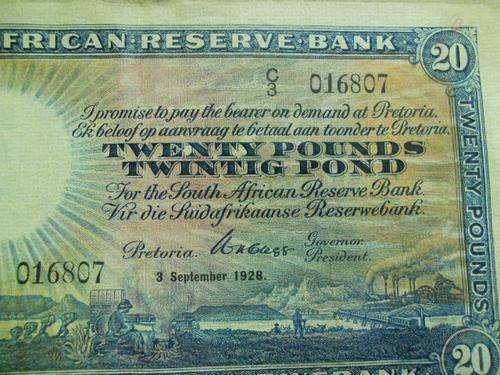 FRICAN RESERVE BANK
20
C/3 016807
I promise to pay the bearer on demand at Pretoria.
Ek beloof op aanvraag te betaal aan toonder te Pretoria.
TWENTY POUNDS
TWINTIG POND
For the South African Reserve Bank.
Vir die Suidafrikaanse Reserwebank.
Pretoria.
Governor.
President.
3 September 1928.
016807
TWENTY POUNDS
20